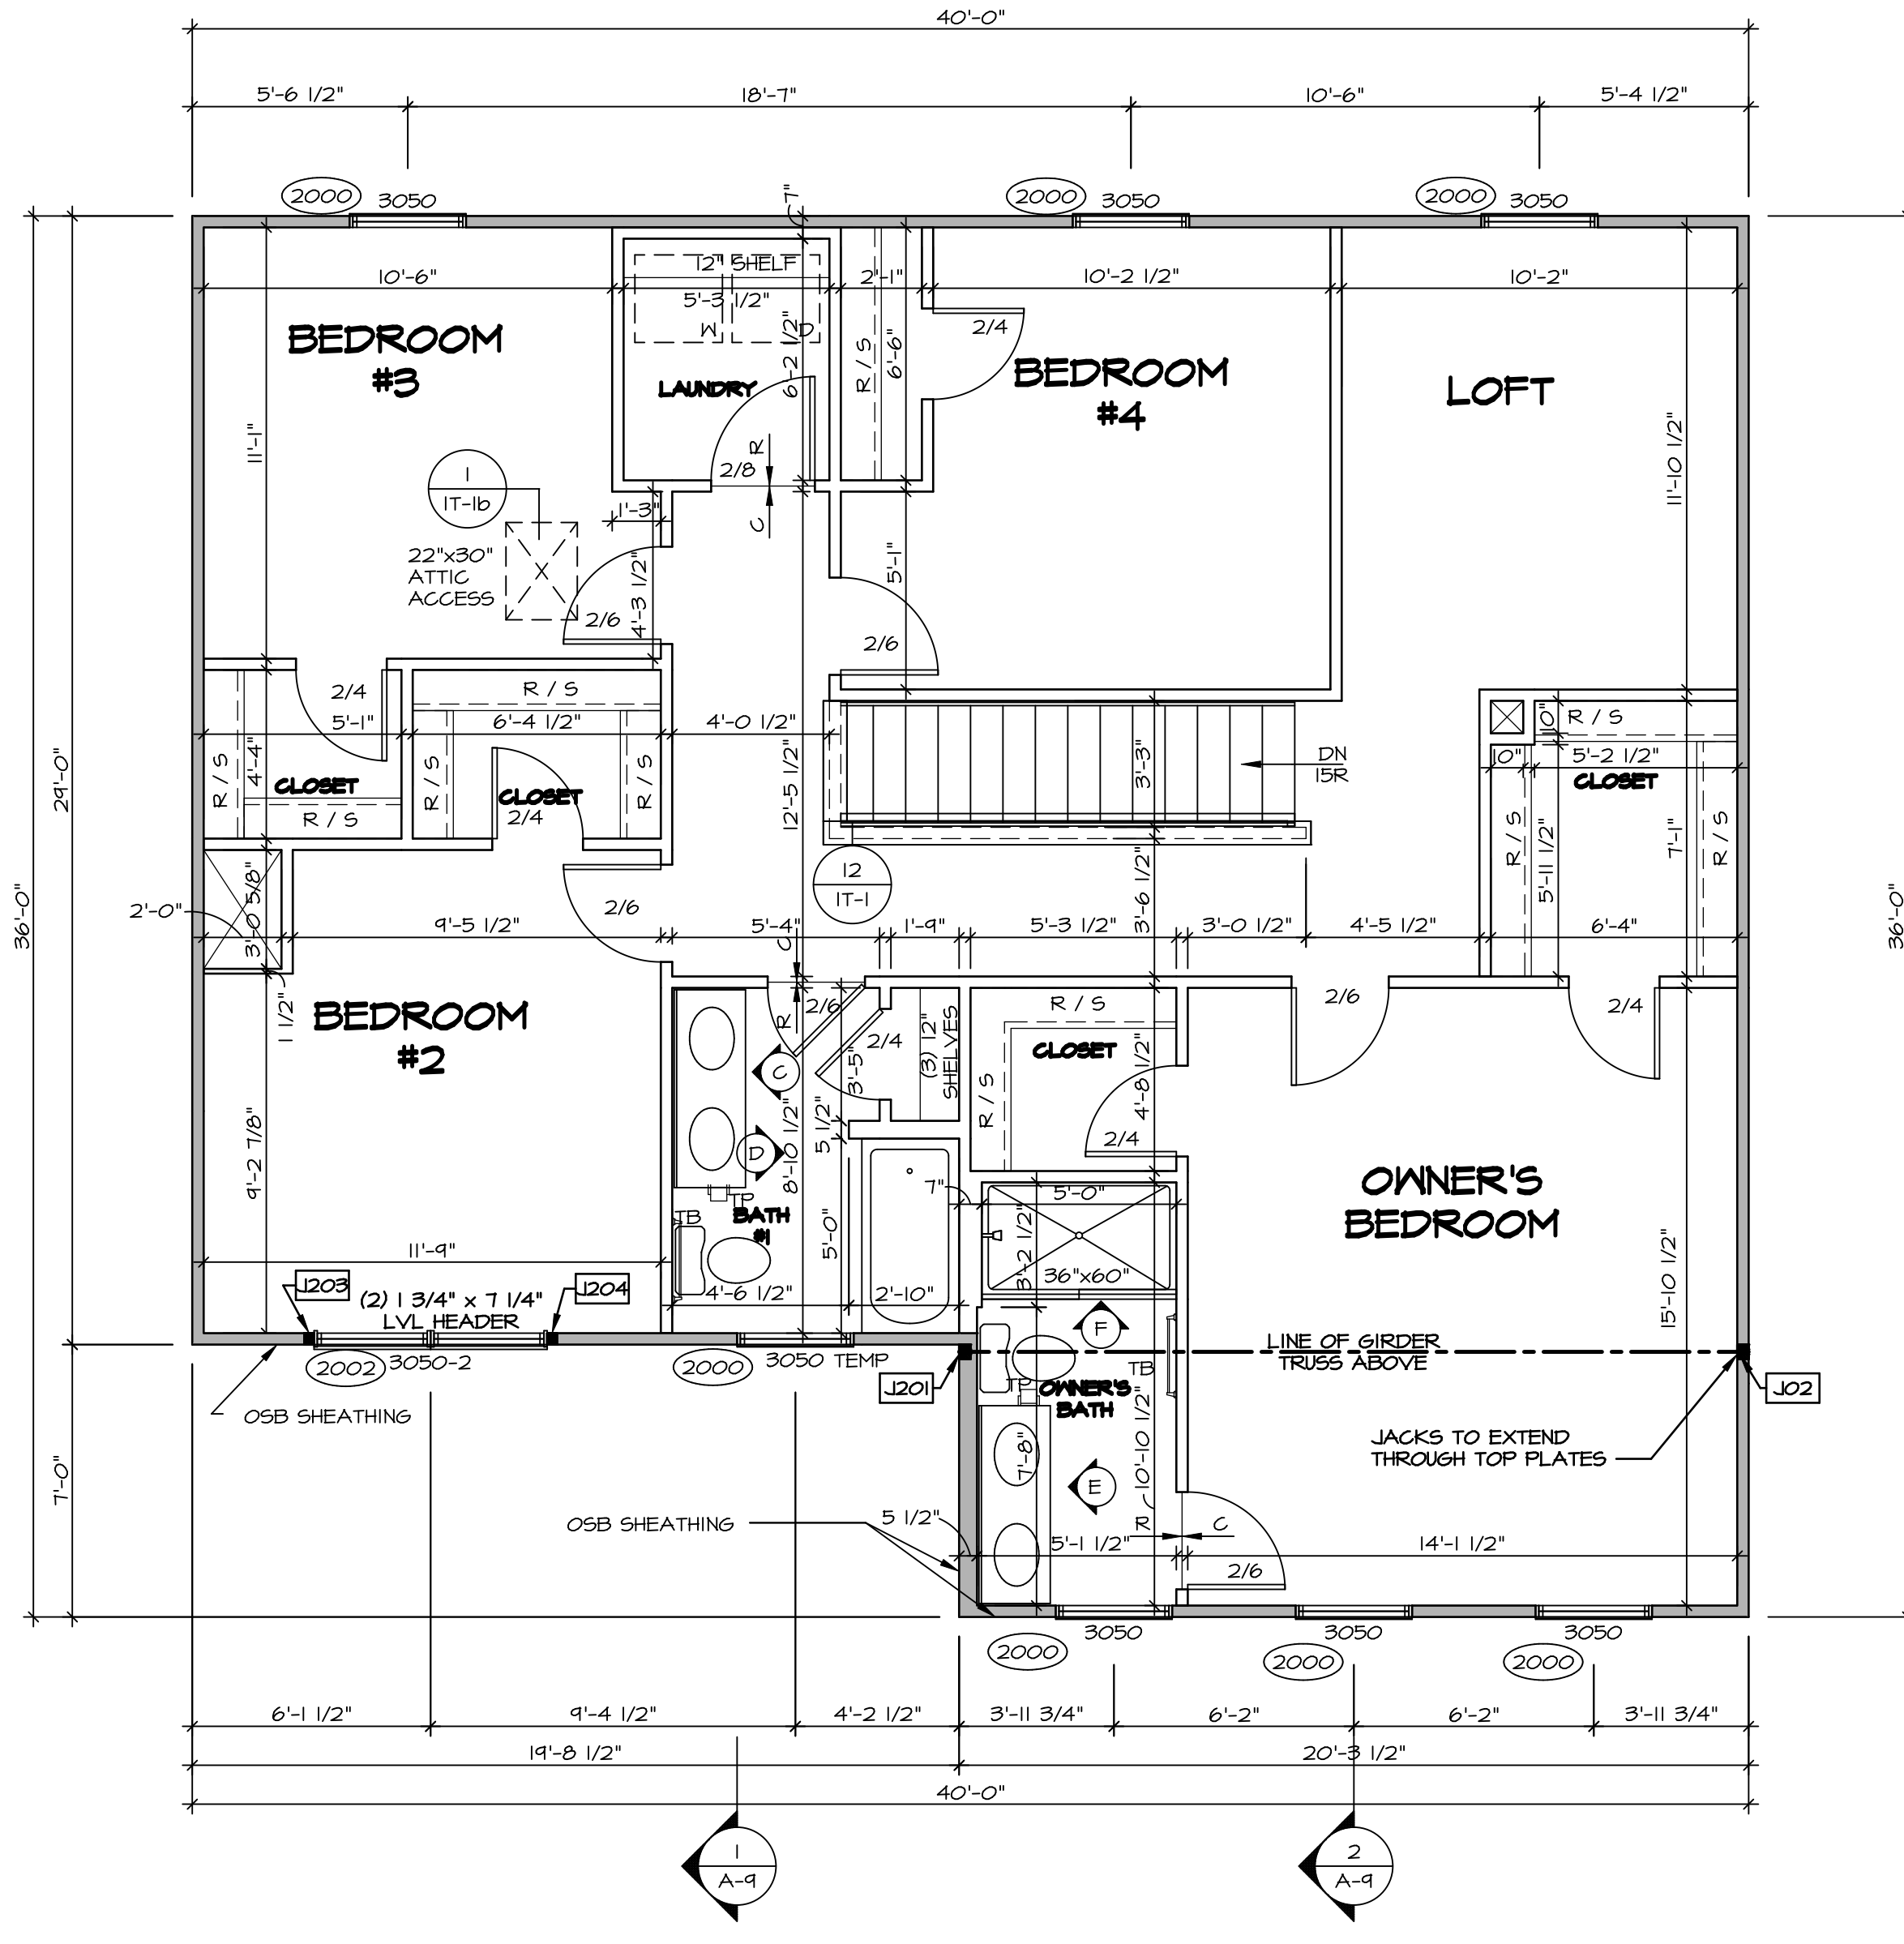 40'-0"
5'-6 1/2"
18'-7"
10'-6"
5'-4 1/2"
2000
3050
7"
2000
3050
2000
3050
12" SHELF
10'-6"
2'-1"
10'-2 1/2"
10'-2"
5'-3 1/2"
W
D
6'-2 1/2"
2/4
BEDROOM
#3
R / S
6'-6"
BEDROOM
#4
LOFT
LAUNDRY
11'-1"
11'-10 1/2"
R
2/8
C
1
1T-1b
1'-3"
22"x30"
ATTIC
ACCESS
4'-3 1/2"
5'-1"
2/6
2/6
2/4
R / S
5'-1"
6'-4 1/2"
4'-0 1/2"
R / S
10"
0"
5'-2 1/2"
29'-0"
R / S
4'-4"
CLOSET
R / S
R / S
CLOSET
2/4
R / S
12'-5 1/2"
3'-3"
DN
15R
CLOSET
R / S
5'-11 1/2"
7'-1"
R / S
12
1T-1
36'-0"
36'-0"
2'-0"
3'-0 5/8"
2/6
9'-5 1/2"
5'-4"
C
1'-9"
5'-3 1/2"
3'-6 1/2"
3'-0 1/2"
4'-5 1/2"
6'-4"
1 1/2"
BEDROOM
#2
R
2/6
2/4
(3) 12"
SHELVES
R / S
CLOSET
R / S
2/6
2/4
C
3'-5"
4'-8 1/2"
2/4
9'-2 7/8"
D
8'-10 1/2"
5 1/2"
OWNER'S
BEDROOM
TP
TB
BATH
#1
7"
5'-0"
5'-0"
3'-2 1/2"
11'-9"
36"x60"
15'-10 1/2"
J203
J204
(2) 1 3/4" x 7 1/4"
LVL HEADER
4'-6 1/2"
2'-10"
F
LINE OF GIRDER
TRUSS ABOVE
2002
3050-2
2000
3050 TEMP
TB
TP
OWNER'S
BATH
J201
J02
OSB SHEATHING
7'-0"
7'-8"
10'-10 1/2"
E
JACKS TO EXTEND
THROUGH TOP PLATES
OSB SHEATHING
5 1/2"
R
C
5'-1 1/2"
14'-1 1/2"
2/6
3050
3050
3050
2000
2000
2000
6'-1 1/2"
9'-4 1/2"
4'-2 1/2"
3'-11 3/4"
6'-2"
6'-2"
3'-11 3/4"
19'-8 1/2"
20'-3 1/2"
40'-0"
1
A-9
2
A-9